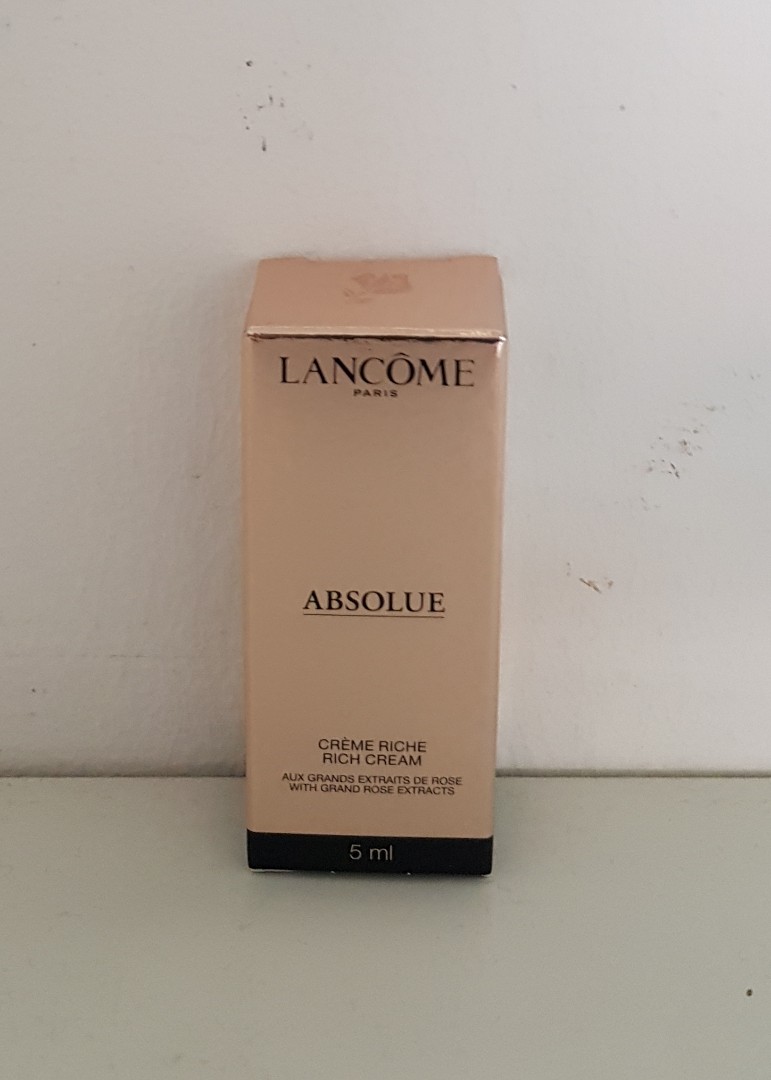 LANCÔME
PARIS
ABSOLUE
CRÈME RICHE
RICH CREAM
AUX GRANDS EXTRAITS DE ROSE
WITH GRAND ROSE EXTRACTS
5 ml